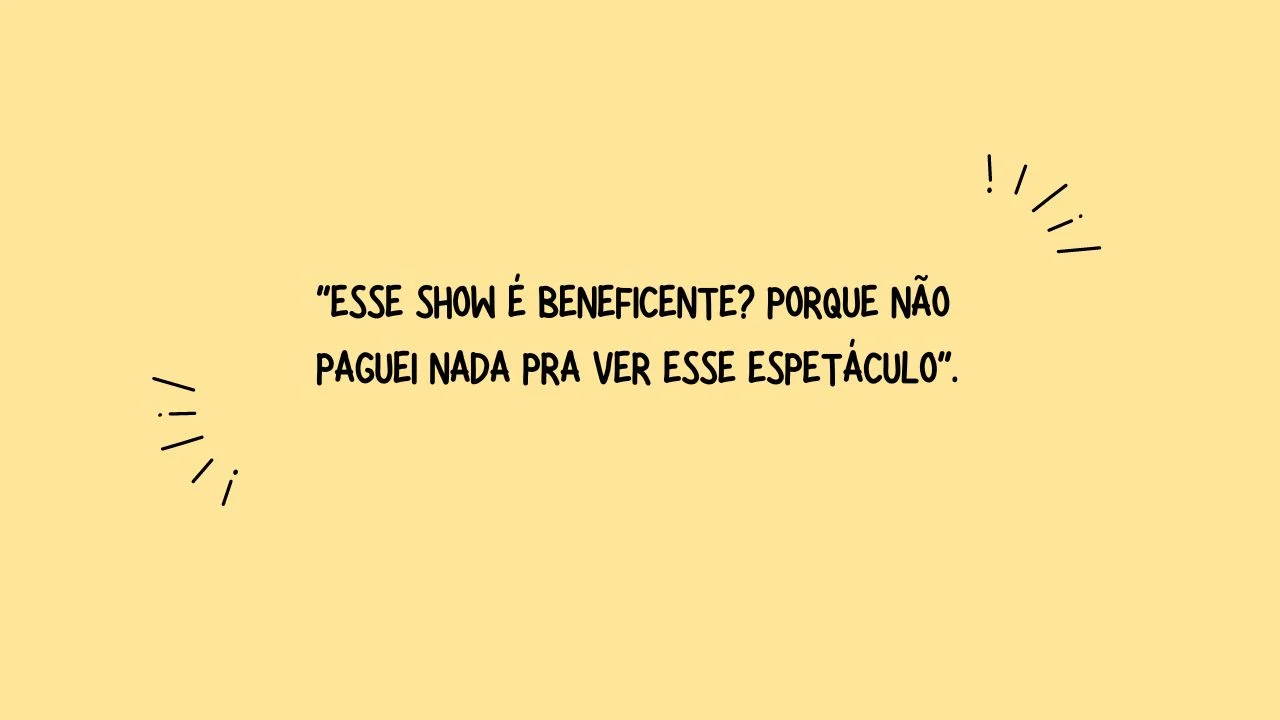 "ESSE SHOW É BENEFICENTE? PORQUE NÃO
PAGUEI NADA PRA VER ESSE ESPETÁCULO".